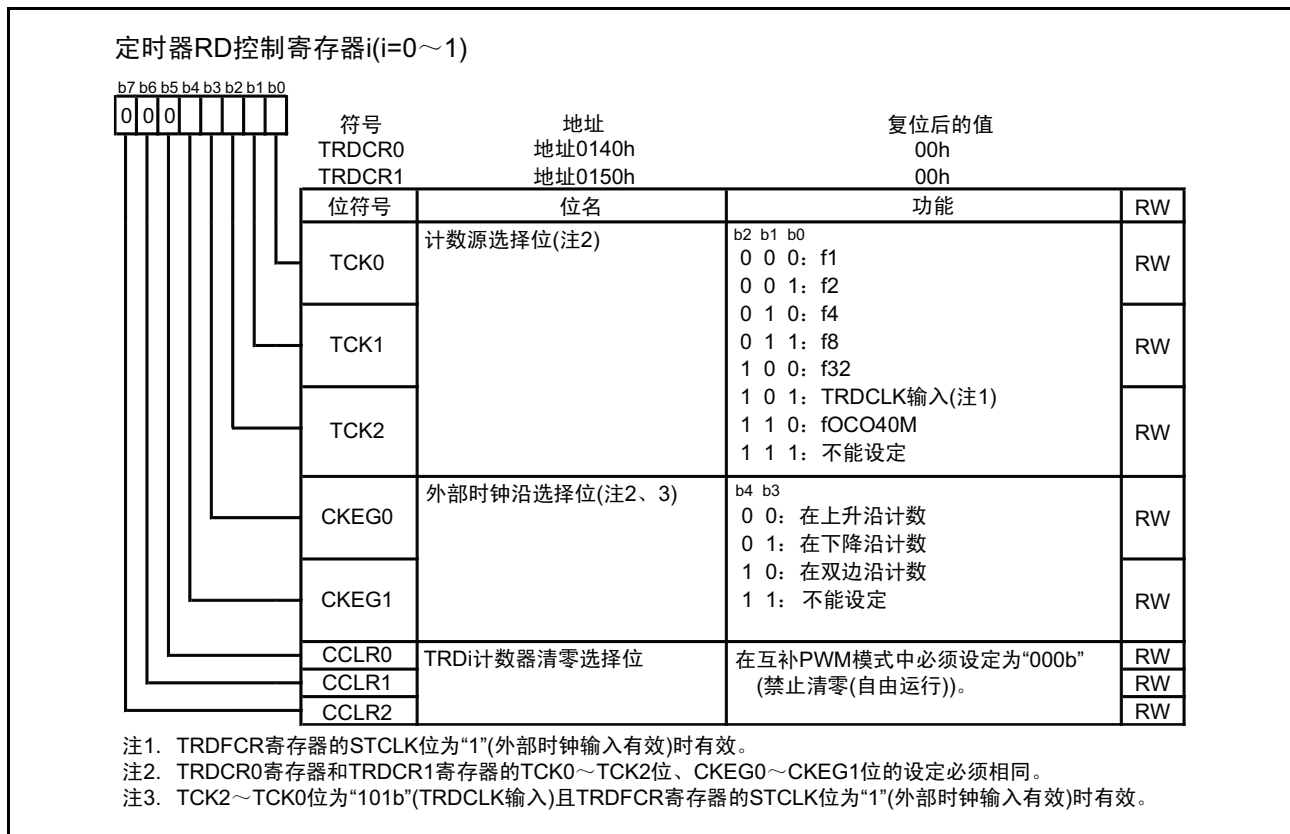 定时器RD控制寄存器i(i=0～1)
b7 b6 b5 b4 b3 b2 b1 b0
0 0 0
符号 地址 复位后的值
TRDCR0 地址0140h 00h
TRDCR1 地址0150h 00h
位符号 位名 功能 RW
TCK0 计数源选择位(注2) b2 b1 b0
0 0 0：f1 RW
0 0 1：f2
0 1 0：f4
TCK1 0 1 1：f8 RW
1 0 0：f32
1 0 1：TRDCLK输入(注1)
TCK2 1 1 0：fOCO40M RW
1 1 1：不能设定
CKEG0 外部时钟沿选择位(注2、3) b4 b3
0 0：在上升沿计数 RW
0 1：在下降沿计数
1 0：在双边沿计数
CKEG1 1 1：不能设定 RW
CCLR0 TRDi计数器清零选择位 在互补PWM模式中必须设定为“000b” RW
CCLR1 (禁止清零(自由运行))。 RW
CCLR2 RW
注1. TRDFCR寄存器的STCLK位为“1”(外部时钟输入有效)时有效。
注2. TRDCR0寄存器和TRDCR1寄存器的TCK0～TCK2位、CKEG0～CKEG1位的设定必须相同。
注3. TCK2～TCK0位为“101b”(TRDCLK输入)且TRDFCR寄存器的STCLK位为“1”(外部时钟输入有效)时有效。